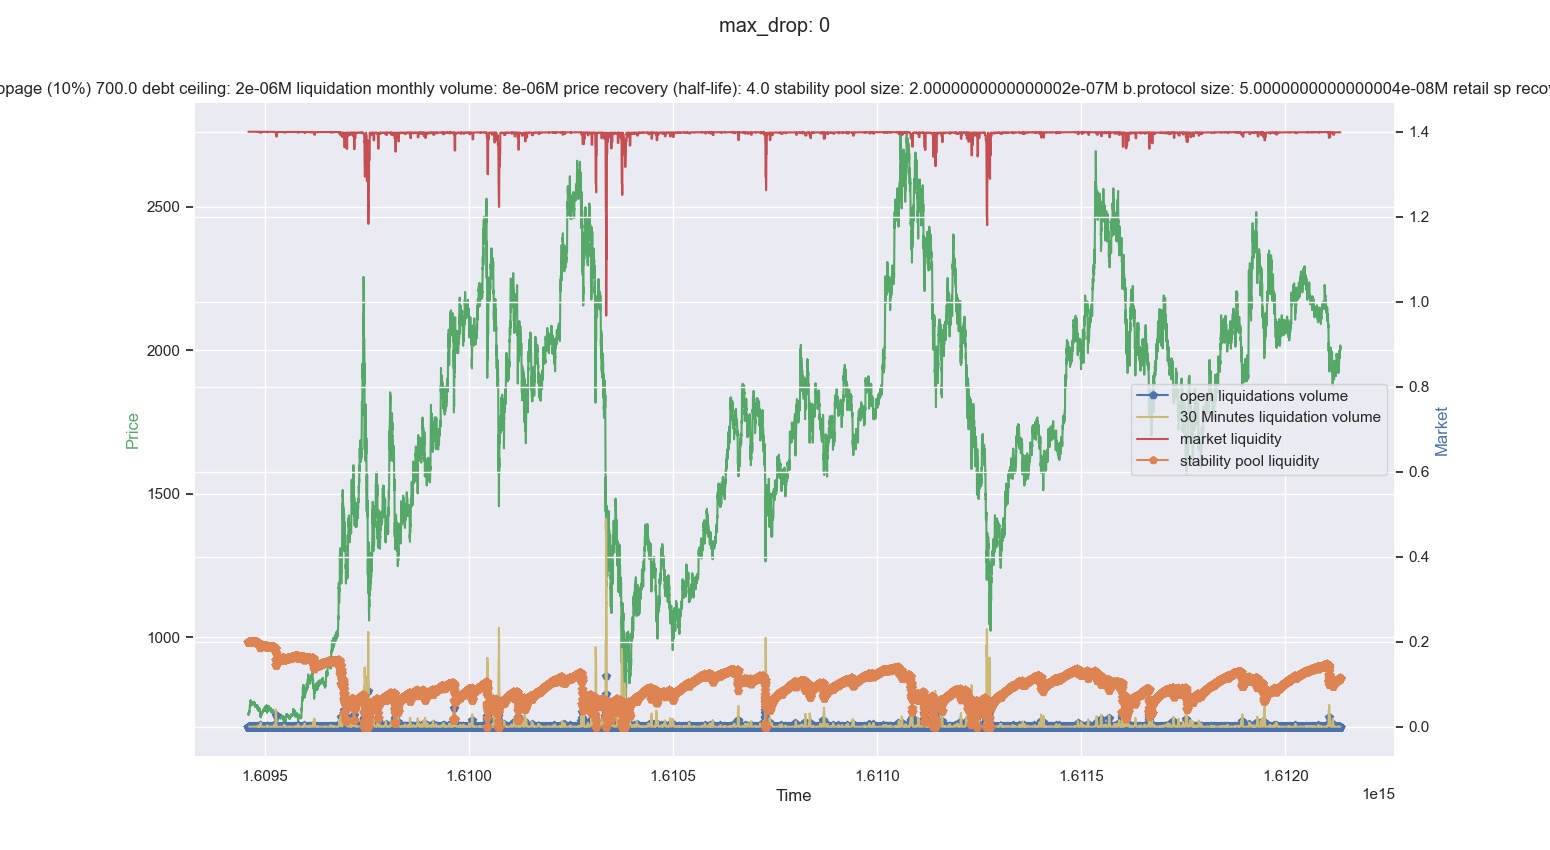 max_drop: 0
(10%) 700.0 debt ceiling: 2e-06M liquidation monthly volume: 8e-06M price recovery (half-life): 4.0 stability pool size: 2.0000000000000002e-07M b.protocol size: 5.0000000000000004e-08M retail sp
2500
2000
1500
1000
Price
1.4
1.2
1.0
0.8
0.6
0.4
0.2
0.0
Market
open liquidations volume
30 Minutes liquidation volume
market liquidity
stability pool liquidity
1.6095 1.6100 1.6105 1.6110 1.6115 1.6120
Time
1e15